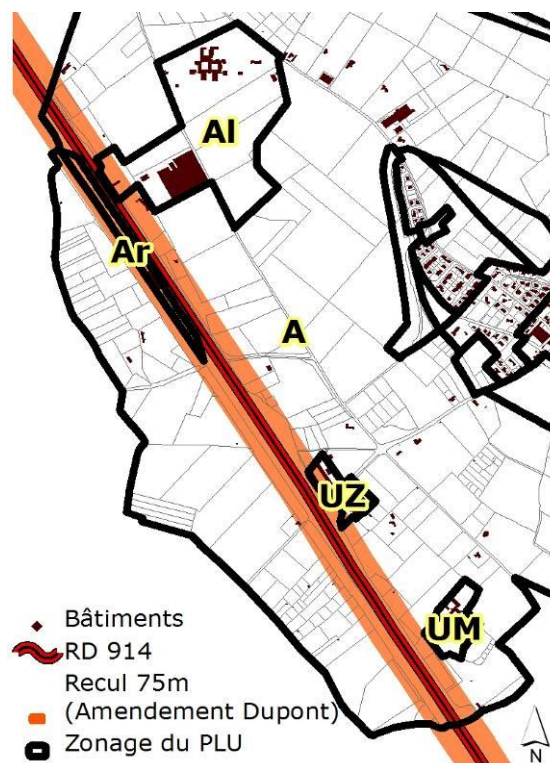 Al
Ar
A
UZ
UM
Bâtiments
RD 914
Recul 75m
(Amendement Dupont)
Zonage du PLU
N